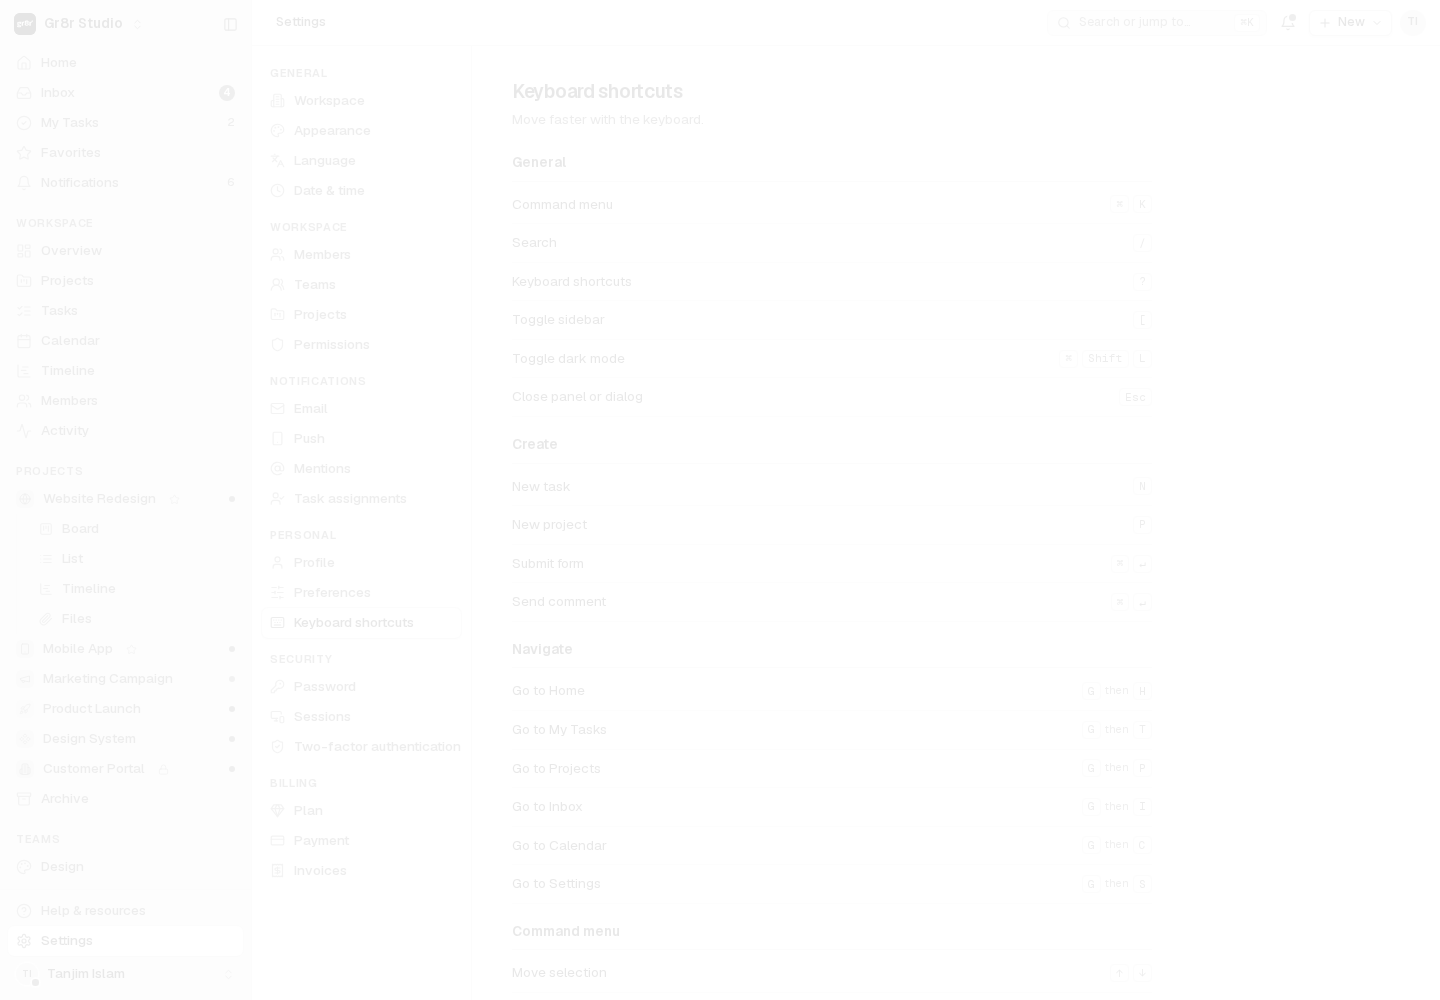 Gr8r Studio
Home
Inbox 4
My Tasks 2
Favorites
Notifications 6
WORKSPACE
Overview
Projects
Tasks
Calendar
Timeline
Members
Activity
PROJECTS
Website Redesign
Board
List
Timeline
Files
Mobile App
Marketing Campaign
Product Launch
Design System
Customer Portal
Archive
TEAMS
Design
Help & resources
Settings
TI Tanjim Islam
Settings
Search or jump to... ⌘K
New
TI
GENERAL
Workspace
Appearance
Language
Date & time
WORKSPACE
Members
Teams
Projects
Permissions
NOTIFICATIONS
Email
Push
Mentions
Task assignments
PERSONAL
Profile
Preferences
Keyboard shortcuts
SECURITY
Password
Sessions
Two-factor authentication
BILLING
Plan
Payment
Invoices
Keyboard shortcuts
Move faster with the keyboard.
General
Command menu ⌘ K
Search /
Keyboard shortcuts ?
Toggle sidebar [
Toggle dark mode ⌘ Shift L
Close panel or dialog Esc
Create
New task N
New project P
Submit form ⌘ ↵
Send comment ⌘ ↵
Navigate
Go to Home G then H
Go to My Tasks G then T
Go to Projects G then P
Go to Inbox G then I
Go to Calendar G then C
Go to Settings G then S
Command menu
Move selection ↑ ↓